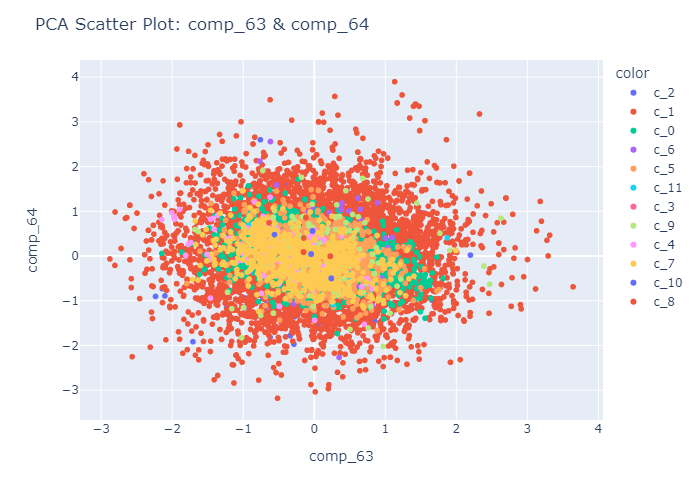 PCA Scatter Plot: comp_63 & comp_64
color
c_2
c_1
c_0
c_6
c_5
c_11
c_3
c_9
c_4
c_7
c_10
c_8
comp_64
4
3
2
1
0
−1
−2
−3
−3
−2
−1
0
1
2
3
4
comp_63